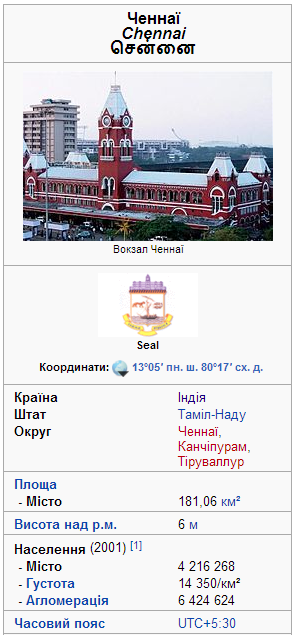 Ченнаї
Chennai
சென்னை
Вокзал Ченнаї
Seal
Координати: 13°05′ пн. ш. 80°17′ сх. д.
Країна Індія
Штат Таміл-Наду
Округ Ченнаї,
Канчіпурам,
Тіруваллур
Площа
- Місто 181,06 км²
Висота над р.м. 6 м
Населення (2001) [1]
- Місто 4 216 268
- Густота 14 350/км²
- Агломерація 6 424 624
Часовий пояс UTC+5:30